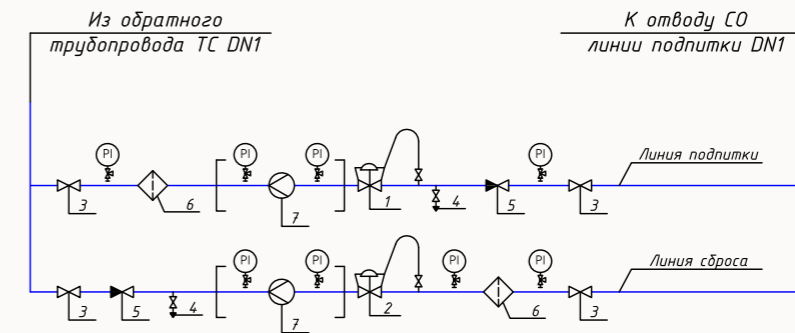 Из обратного
трубопровода ТС DN1
К отводу СО
линии подпитки DN1
PI PI PI PI
Линия подпитки
3 6 7 1 4 5 3
PI PI PI PI
Линия сброса
3 5 4 7 2 6 3